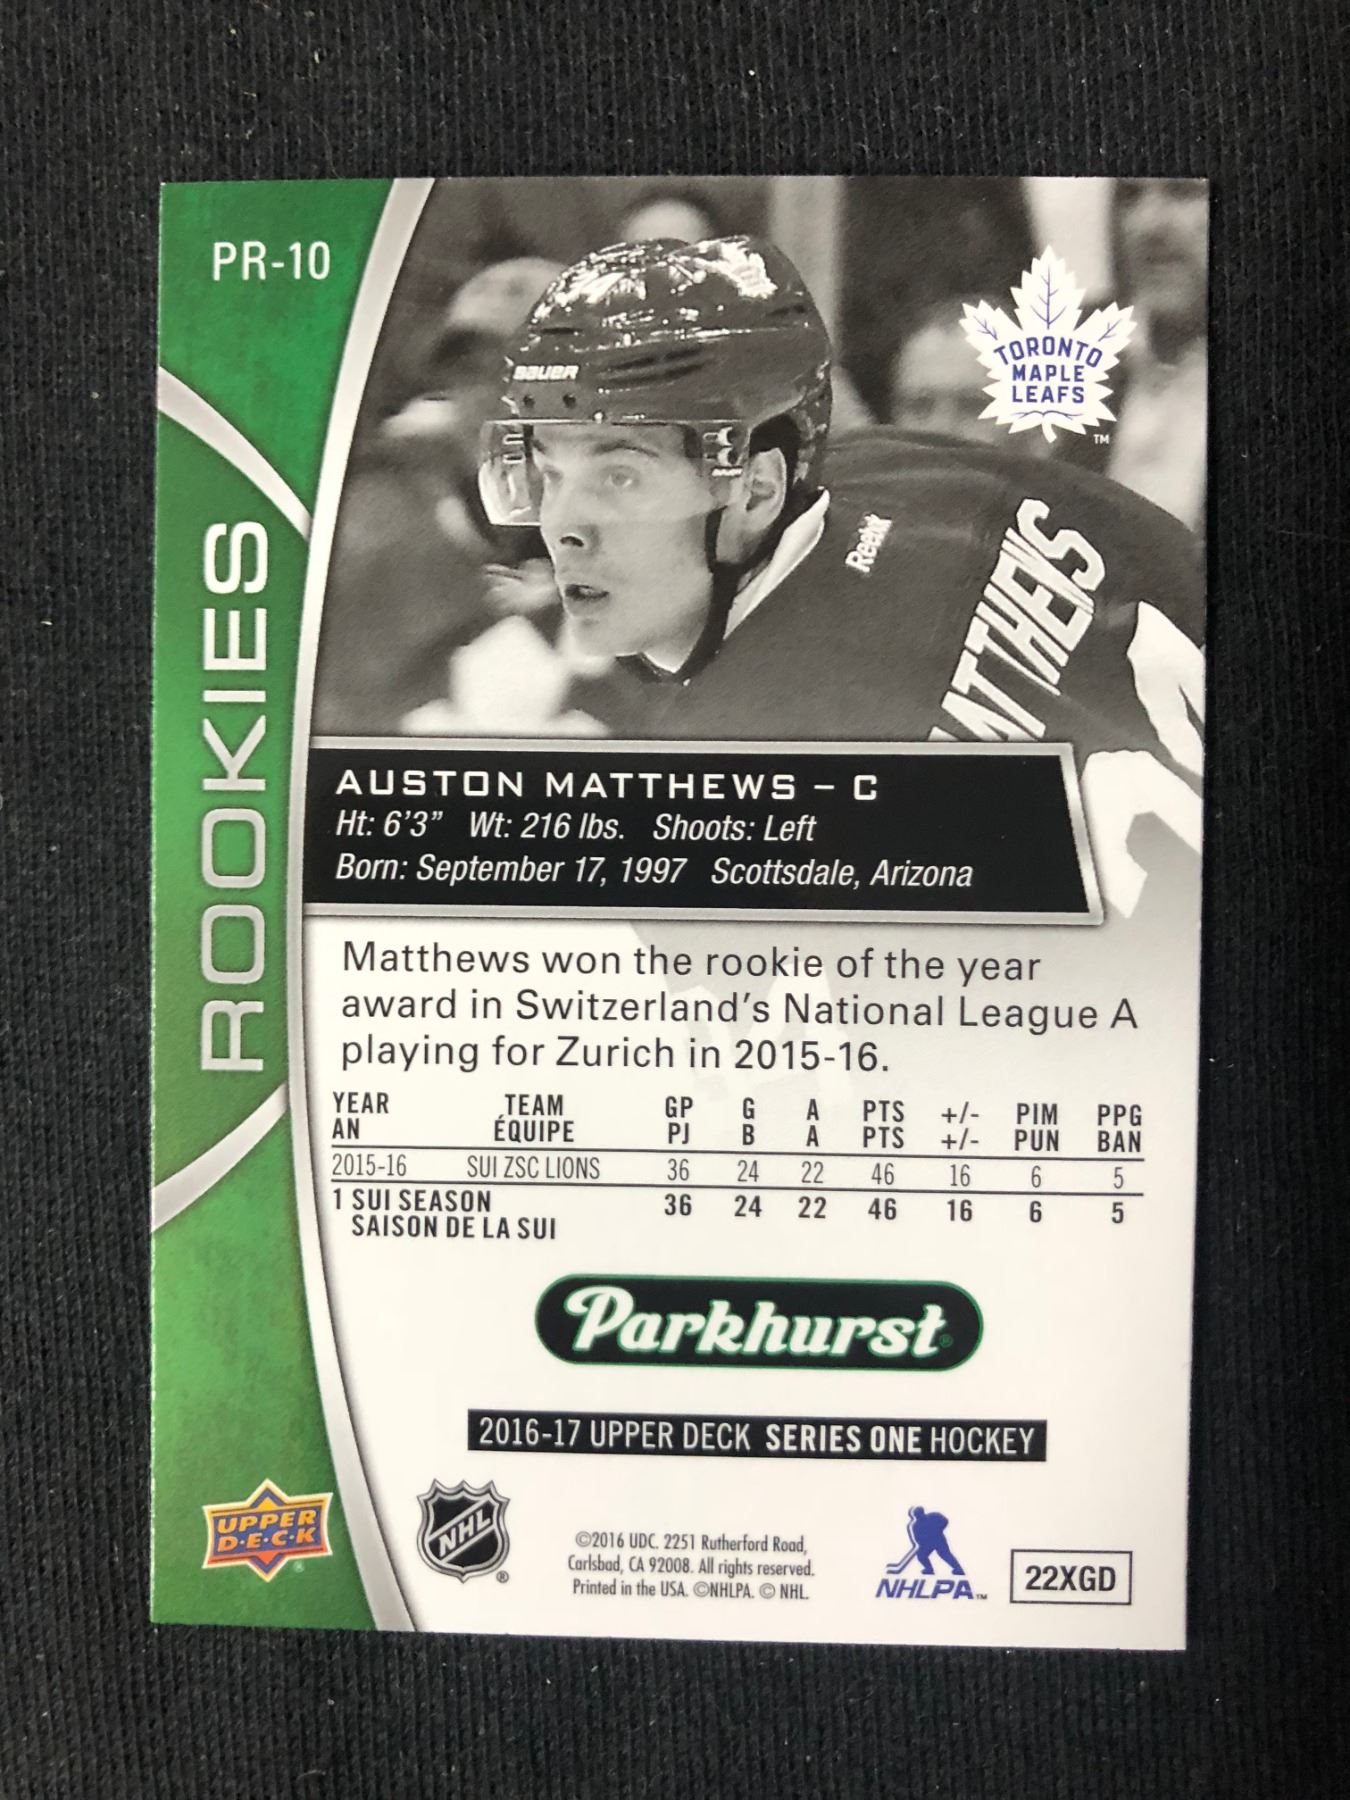 PR-10
ROOKIES
BAUER
TORONTO
MAPLE
LEAFS
TM
Reebok
MATTHEWS
AUSTON MATTHEWS – C
Ht: 6'3" Wt: 216 lbs. Shoots: Left
Born: September 17, 1997 Scottsdale, Arizona
Matthews won the rookie of the year
award in Switzerland's National League A
playing for Zurich in 2015-16.
YEAR TEAM GP G A PTS +/- PIM PPG
AN ÉQUIPE PJ B A PTS +/- PUN BAN
2015-16 SUI ZSC LIONS 36 24 22 46 16 6 5
1 SUI SEASON 36 24 22 46 16 6 5
SAISON DE LA SUI
Parkhurst®
2016-17 UPPER DECK SERIES ONE HOCKEY
UPPER
D·E·C·K
®
NHL
®
©2016 UDC. 2251 Rutherford Road,
Carlsbad, CA 92008. All rights reserved.
Printed in the USA. ©NHLPA. © NHL.
NHLPA™
22XGD